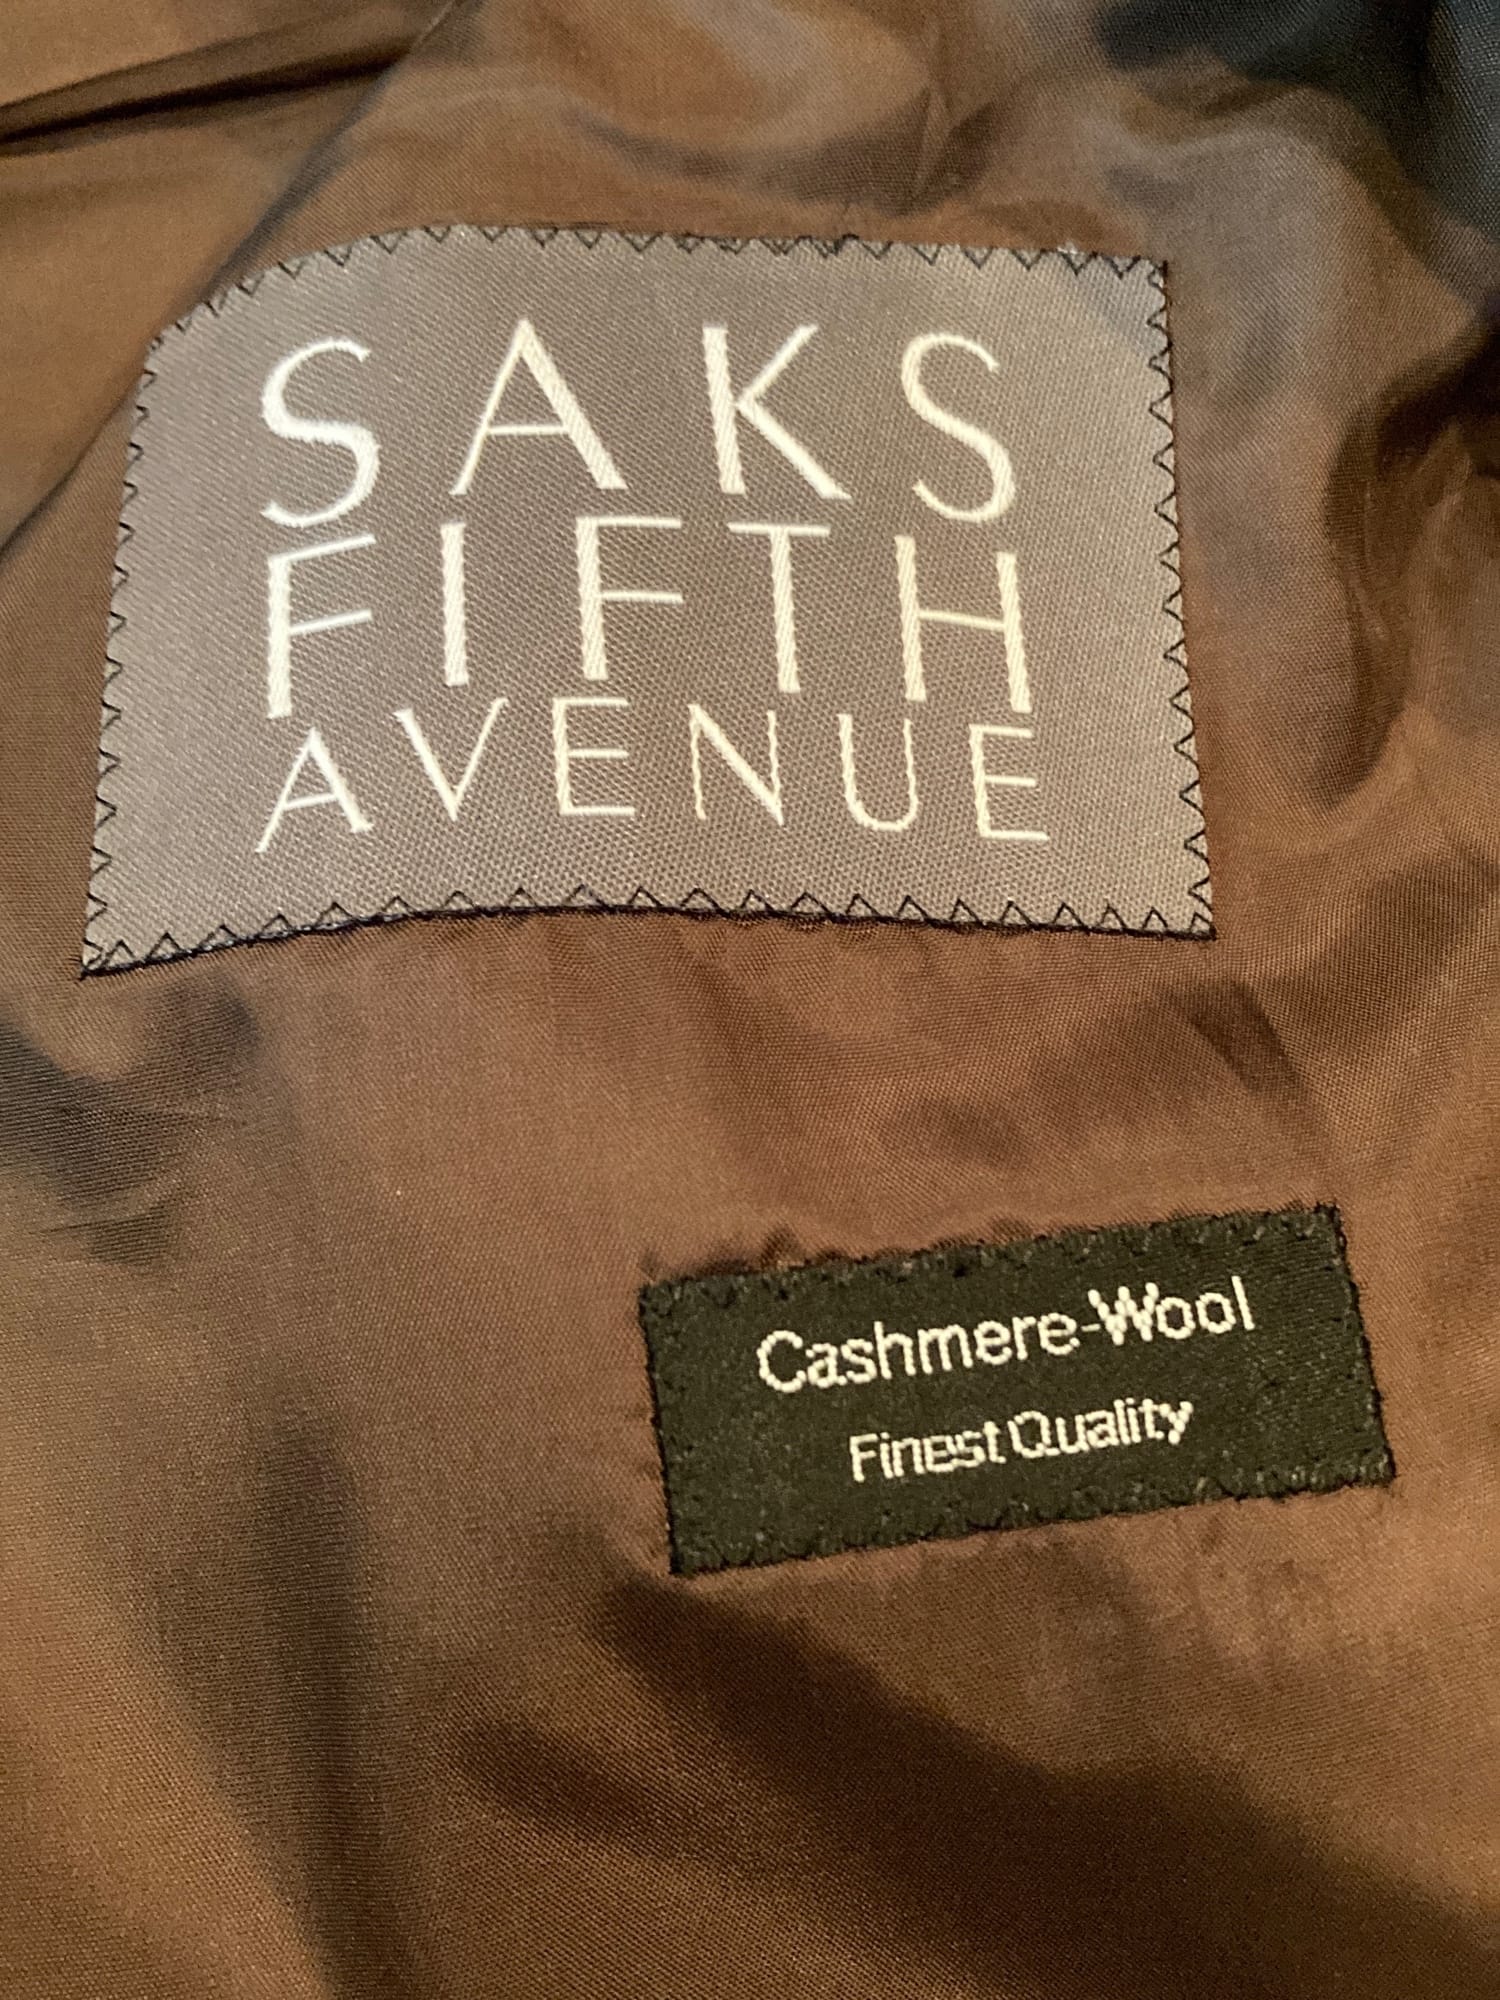 SAKS
FIFTH
AVENUE
Cashmere-Wool
Finest Quality